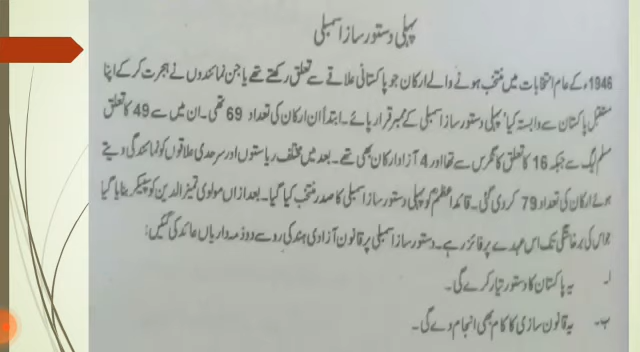 پہلی دستور ساز اسمبلی
1946ء کے عام انتخابات میں منتخب ہونے والے ارکان جو پاکستانی علاقے سے تعلق رکھتے تھے یا جن نمائندوں نے ہجرت کر کے اپنا
مستقبل پاکستان سے وابستہ کیا، پہلی دستور ساز اسمبلی کے ممبر قرار پائے۔ ابتدا ان ارکان کی تعداد 69 تھی۔ ان میں سے 49 کا تعلق
مسلم لیگ سے جبکہ 16 کا تعلق کانگرس سے تھا اور 4 آزاد ارکان بھی تھے۔ بعد میں مختلف ریاستوں اور سرحدی علاقوں کو نمائندگی دیتے
ہوئے ارکان کی تعداد 79 کر دی گئی۔ قائداعظم کو پہلی دستور ساز اسمبلی کا صدر منتخب کیا گیا۔ بعد ازاں مولوی تمیز الدین کو سپیکر بنایا گیا
جو اس کی برخاستگی تک اس عہدے پر فائز رہے۔ دستور ساز اسمبلی پر قانون آزادی ہند کی رو سے دو ذمہ داریاں عائد کی گئیں:
ا۔ یہ پاکستان کا دستور تیار کرے گی۔
ب۔ یہ قانون سازی کا کام بھی انجام دے گی۔